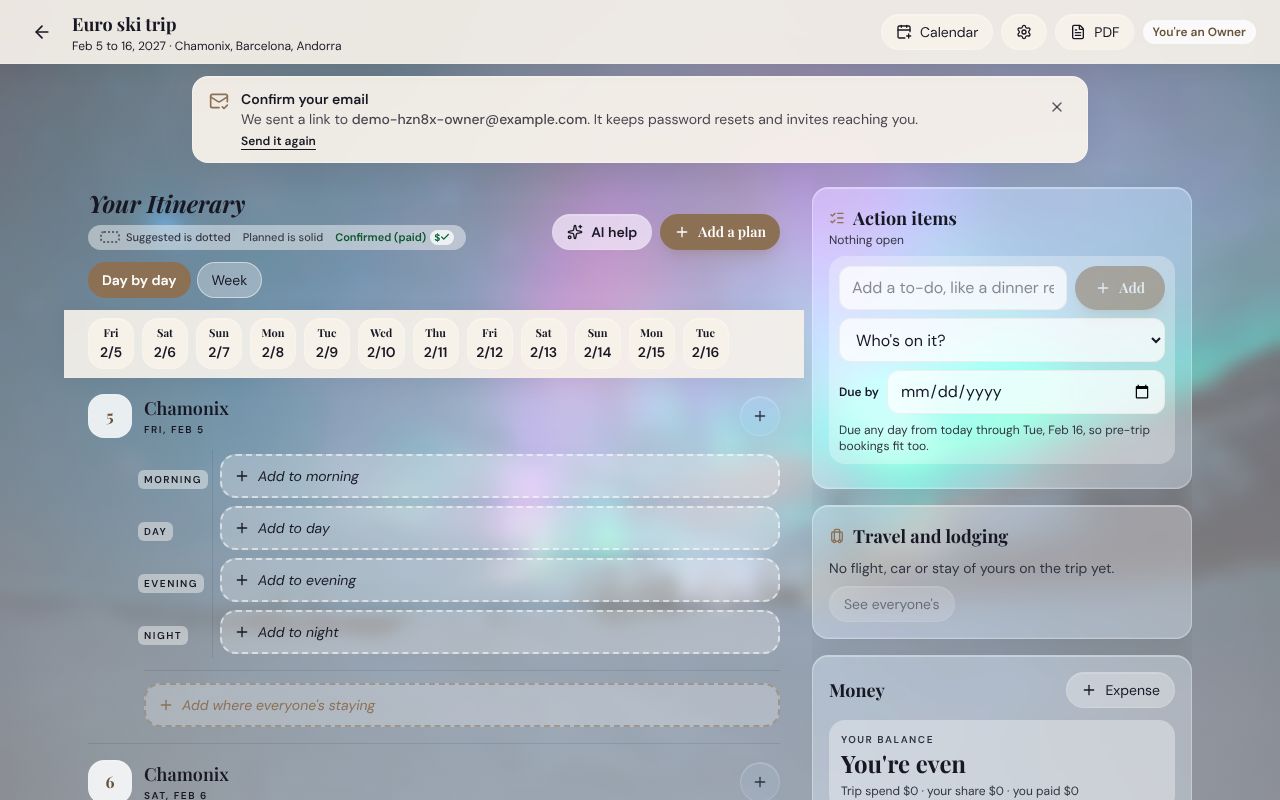 Euro ski trip
Feb 5 to 16, 2027 · Chamonix, Barcelona, Andorra
Calendar
PDF
You're an Owner
Confirm your email
We sent a link to demo-hzn8x-owner@example.com. It keeps password resets and invites reaching you.
Send it again
Your Itinerary
Suggested is dotted Planned is solid Confirmed (paid) $✓
AI help
Add a plan
Day by day
Week
Fri Sat Sun Mon Tue Wed Thu Fri Sat Sun Mon Tue
2/5 2/6 2/7 2/8 2/9 2/10 2/11 2/12 2/13 2/14 2/15 2/16
5
Chamonix
FRI, FEB 5
MORNING
Add to morning
DAY
Add to day
EVENING
Add to evening
NIGHT
Add to night
Add where everyone's staying
6
Chamonix
SAT, FEB 6
Action items
Nothing open
Add a to-do, like a dinner re
Add
Who's on it?
Due by
mm/dd/yyyy
Due any day from today through Tue, Feb 16, so pre-trip
bookings fit too.
Travel and lodging
No flight, car or stay of yours on the trip yet.
See everyone's
Money
Expense
YOUR BALANCE
You're even
Trip spend $0 · your share $0 · you paid $0